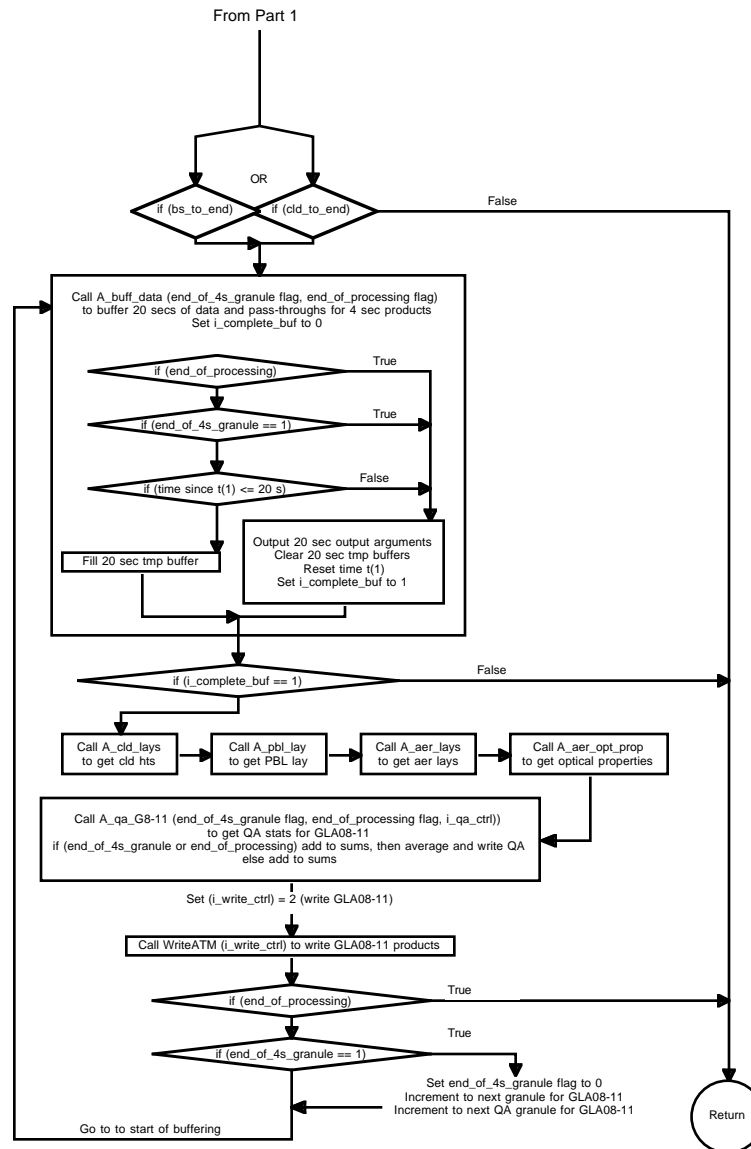 From Part 1
OR
if (bs_to_end)
if (cld_to_end)
False
Call A_buff_data (end_of_4s_granule flag, end_of_processing flag)
to buffer 20 secs of data and pass-throughs for 4 sec products
Set i_complete_buf to 0
if (end_of_processing)
True
if (end_of_4s_granule == 1)
True
if (time since t(1) <= 20 s)
False
Fill 20 sec tmp buffer
Output 20 sec output arguments
Clear 20 sec tmp buffers
Reset time t(1)
Set i_complete_buf to 1
if (i_complete_buf == 1)
False
Call A_cld_lays
to get cld hts
Call A_pbl_lay
to get PBL lay
Call A_aer_lays
to get aer lays
Call A_aer_opt_prop
to get optical properties
Call A_qa_G8-11 (end_of_4s_granule flag, end_of_processing flag, i_qa_ctrl))
to get QA stats for GLA08-11
if (end_of_4s_granule or end_of_processing) add to sums, then average and write QA
else add to sums
Set (i_write_ctrl) = 2 (write GLA08-11)
Call WriteATM (i_write_ctrl) to write GLA08-11 products
if (end_of_processing)
True
True
if (end_of_4s_granule == 1)
Set end_of_4s_granule flag to 0
Increment to next granule for GLA08-11
Increment to next QA granule for GLA08-11
Go to to start of buffering
Return